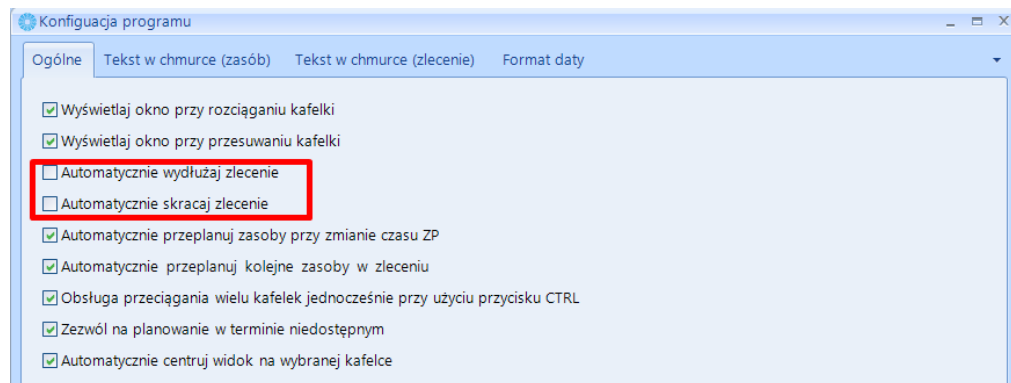 Konfiguacja programu
Ogólne Tekst w chmurce (zasób) Tekst w chmurce (zlecenie) Format daty
Wyświetlaj okno przy rozciąganiu kafelki
Wyświetlaj okno przy przesuwaniu kafelki
Automatycznie wydłużaj zlecenie
Automatycznie skracaj zlecenie
Automatycznie przeplanuj zasoby przy zmianie czasu ZP
Automatycznie przeplanuj kolejne zasoby w zleceniu
Obsługa przeciągania wielu kafelek jednocześnie przy użyciu przycisku CTRL
Zezwól na planowanie w terminie niedostępnym
Automatycznie centruj widok na wybranej kafelce